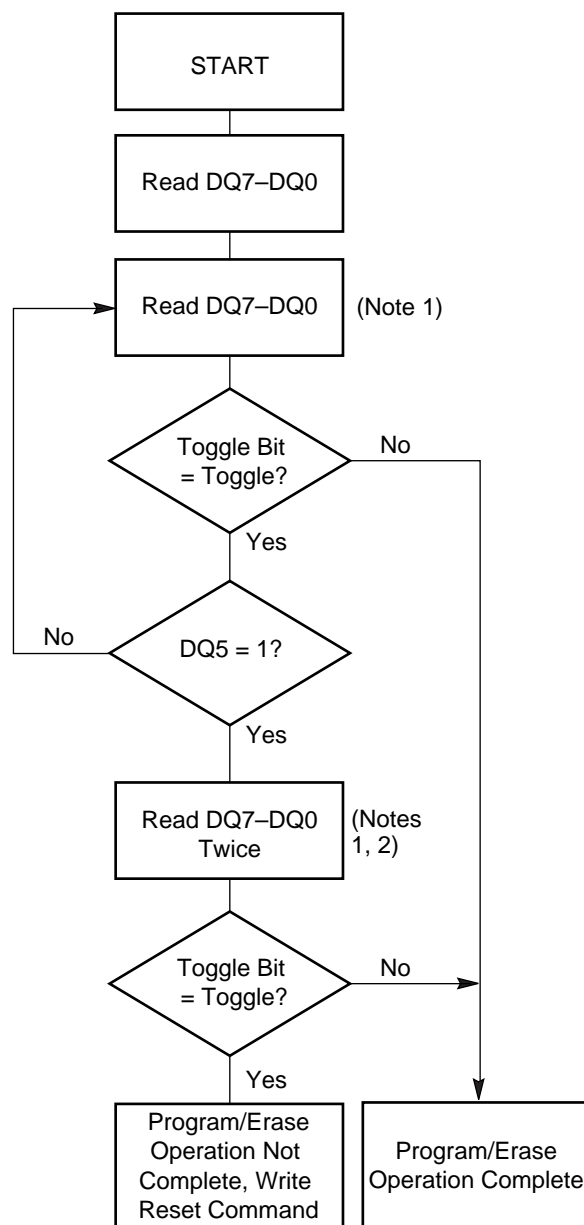 START
Read DQ7–DQ0
Read DQ7–DQ0
(Note 1)
Toggle Bit
= Toggle?
No
Yes
No
DQ5 = 1?
Yes
Read DQ7–DQ0
Twice
(Notes
1, 2)
Toggle Bit
= Toggle?
No
Yes
Program/Erase
Operation Not
Complete, Write
Reset Command
Program/Erase
Operation Complete